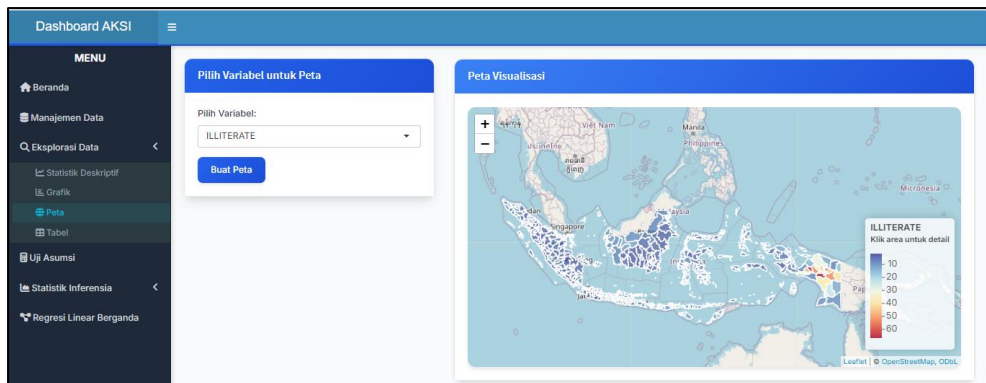 Dashboard AKSI
MENU
Beranda
Manajemen Data
Eksplorasi Data
Statistik Deskriptif
Grafik
Peta
Tabel
Uji Asumsi
Statistik Inferensia
Regresi Linear Berganda
Pilih Variabel untuk Peta
Pilih Variabel:
ILLITERATE
Buat Peta
Peta Visualisasi
+
−
Việt Nam
Manila
Philippines
Micronesia
Singapore
ILLITERATE
Klik area untuk detail
10
20
30
40
50
60
Leaflet | © OpenStreetMap, ODbL